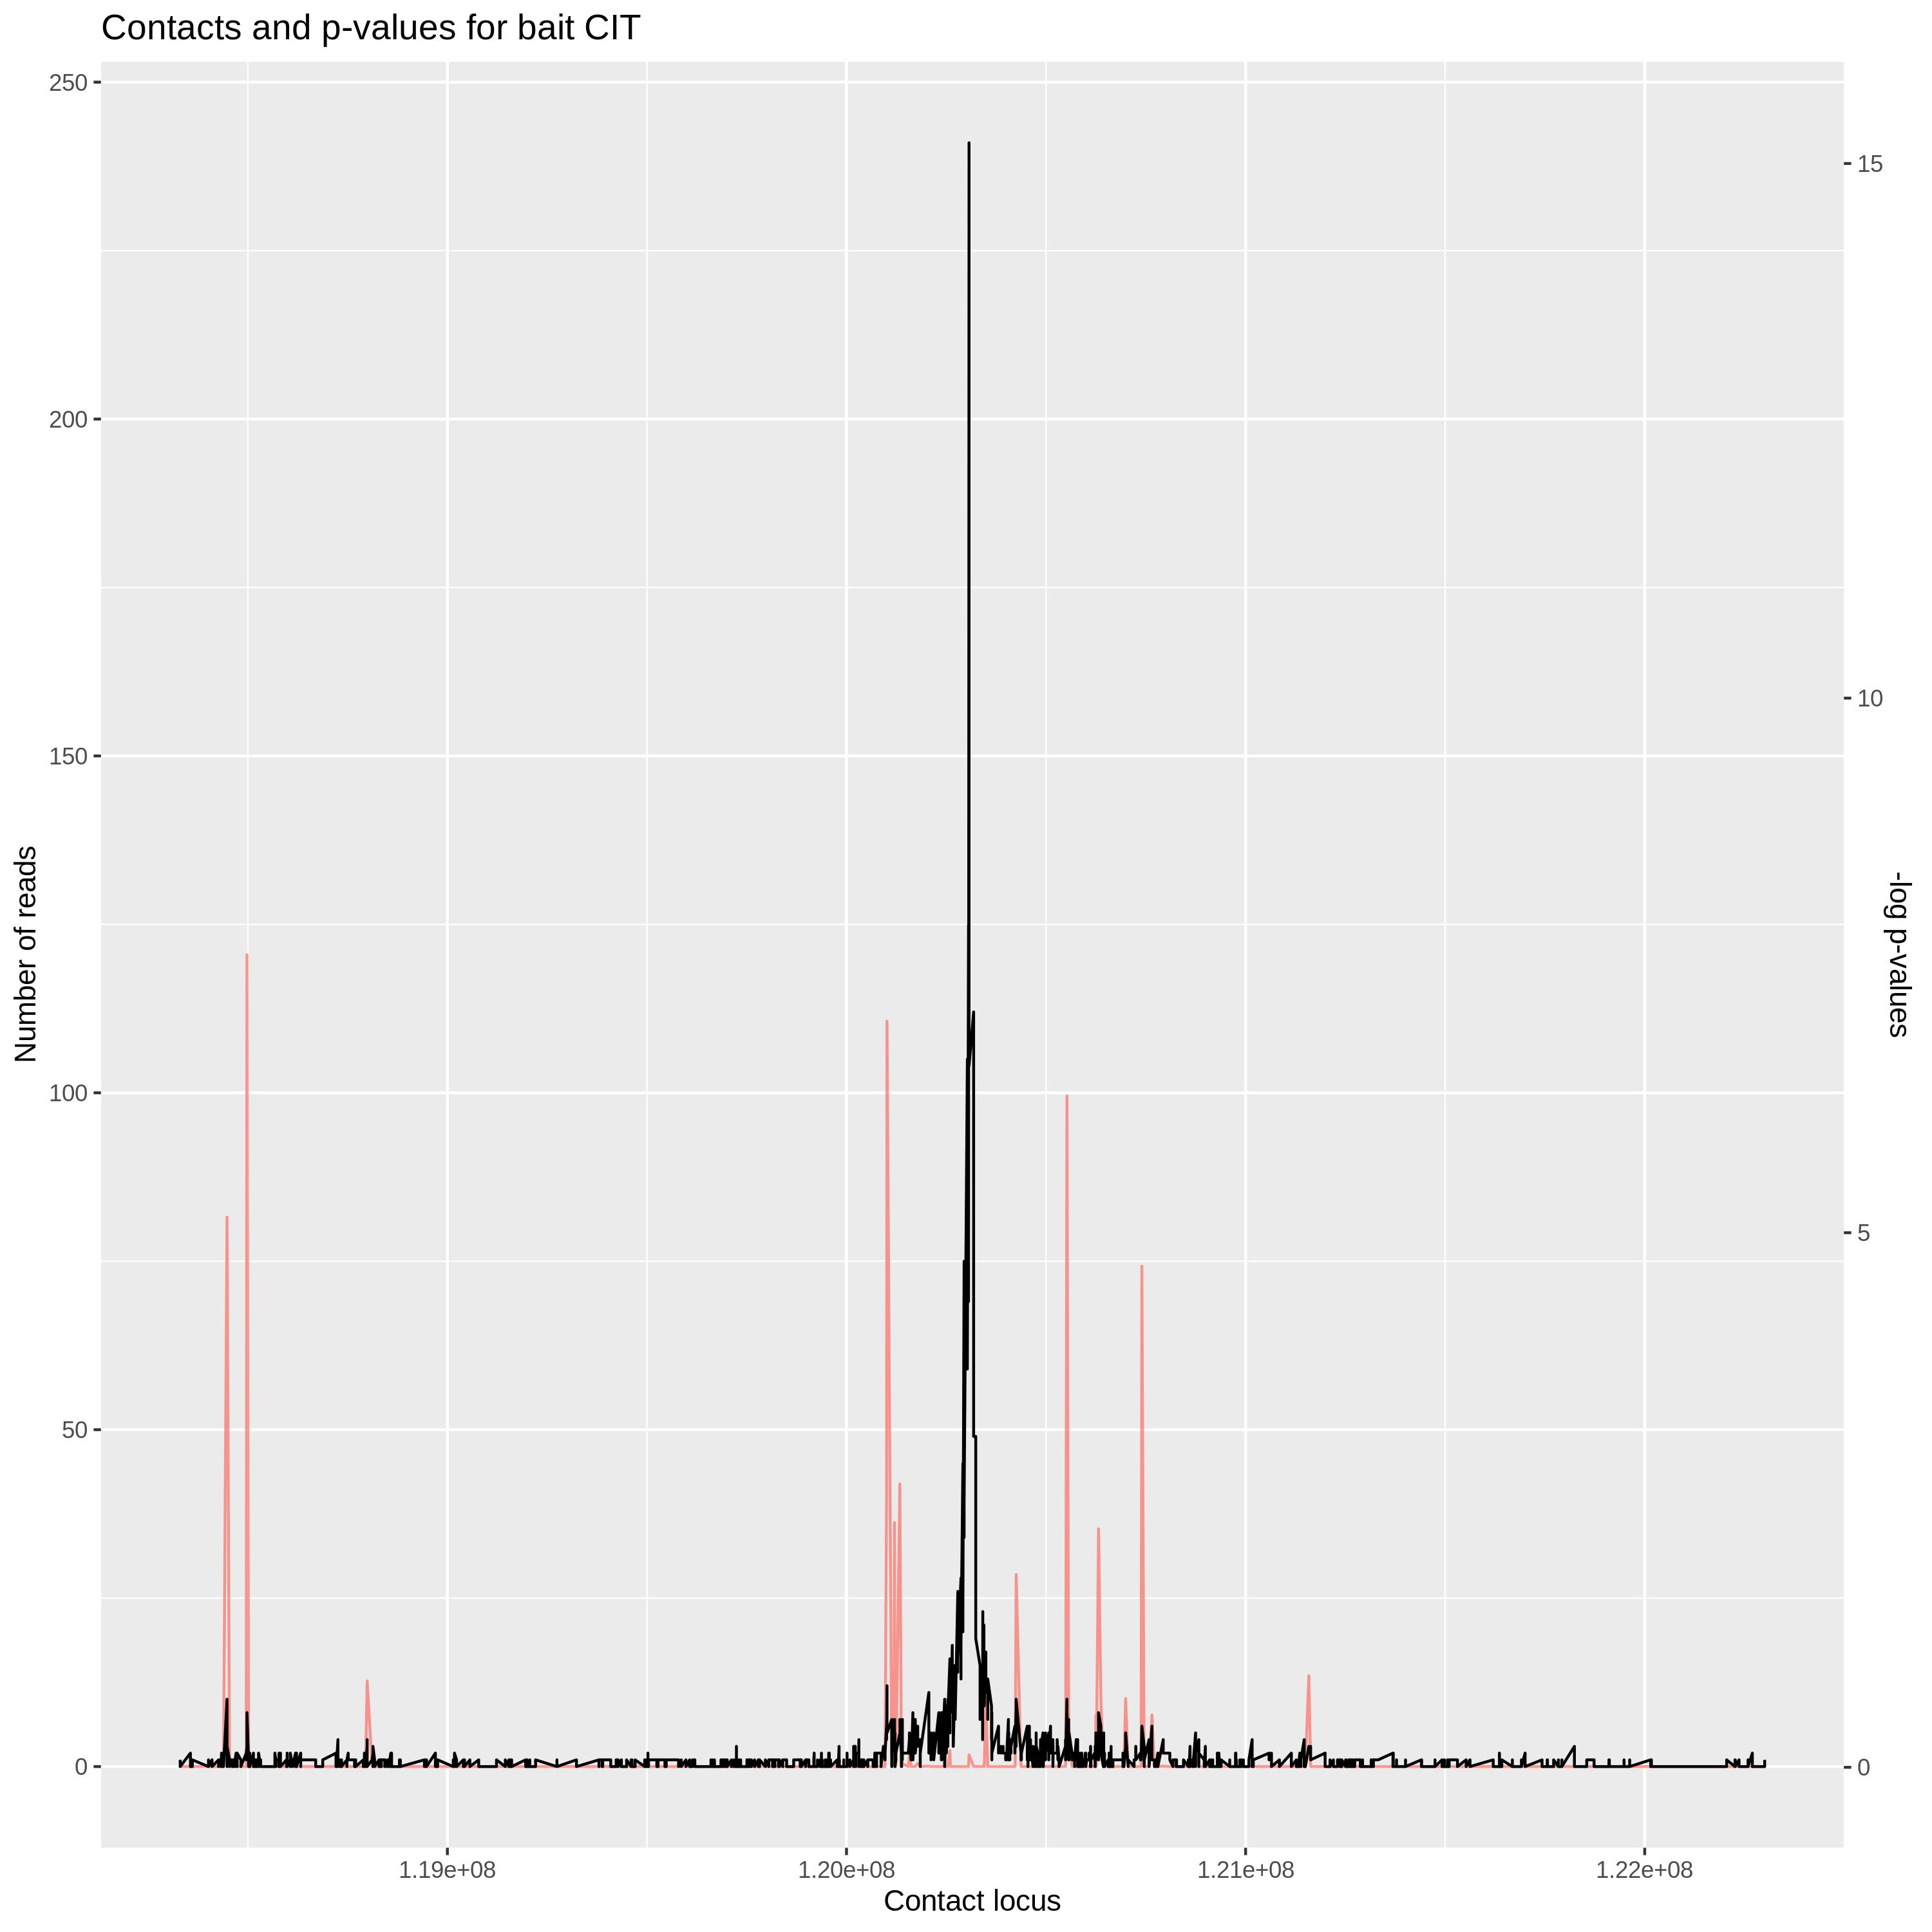 Contacts and p-values for bait CIT
250
200
150
100
50
0
Number of reads
15
10
5
0
-log p-values
1.19e+08
1.20e+08
1.21e+08
1.22e+08
Contact locus